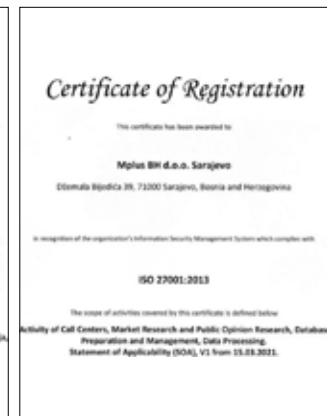 Certificate of Registration
This certificate has been awarded to
Mplus BH d.o.o. Sarajevo
Džemala Bijedića 39, 71000 Sarajevo, Bosnia and Herzegovina
in recognition of the organization's Information Security Management System which complies with
ISO 27001:2013
The scope of activities covered by this certificate is defined below
Activity of Call Centers, Market Research and Public Opinion Research, Database
Preparation and Management, Data Processing.
Statement of Applicability (SOA), V1 from 15.03.2021.